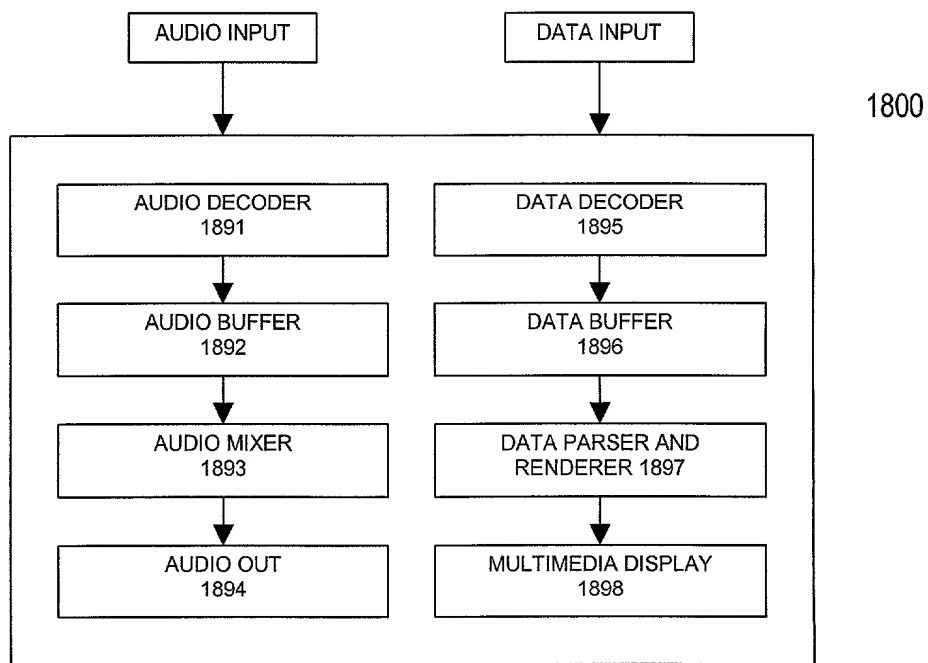 AUDIO INPUT
DATA INPUT
1800
AUDIO DECODER
1891
DATA DECODER
1895
AUDIO BUFFER
1892
DATA BUFFER
1896
AUDIO MIXER
1893
DATA PARSER AND
RENDERER 1897
AUDIO OUT
1894
MULTIMEDIA DISPLAY
1898